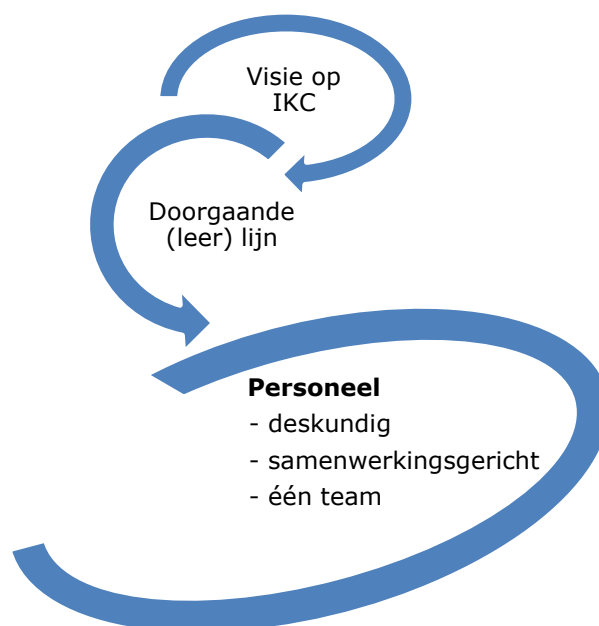 Visie op
IKC
Doorgaande
(leer) lijn
Personeel
- deskundig
- samenwerkingsgericht
- één team